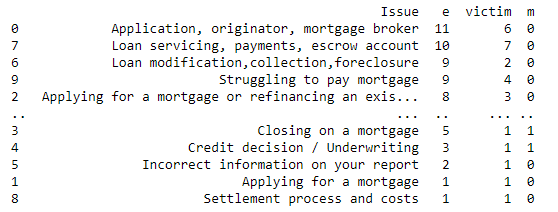 Issue e victim m
0 Application, originator, mortgage broker 11 6 0
7 Loan servicing, payments, escrow account 10 7 0
6 Loan modification,collection,foreclosure 9 2 0
9 Struggling to pay mortgage 9 4 0
2 Applying for a mortgage or refinancing an exis... 8 3 0
.. ... .. ... ..
3 Closing on a mortgage 5 1 1
4 Credit decision / Underwriting 3 1 1
5 Incorrect information on your report 2 1 0
1 Applying for a mortgage 1 1 0
8 Settlement process and costs 1 1 0